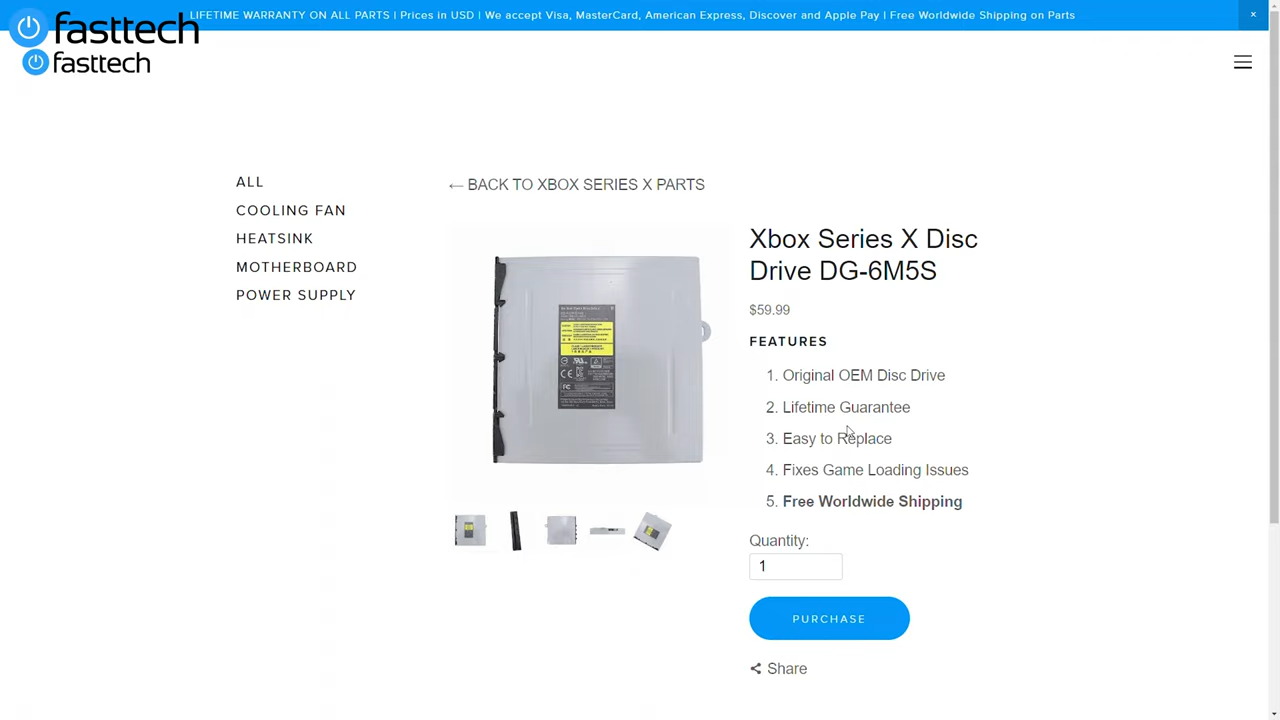 LIFETIME WARRANTY ON ALL PARTS | Prices in USD | We accept Visa, MasterCard, American Express, Discover and Apple Pay | Free Worldwide Shipping on Parts
fasttech
fasttech
ALL
COOLING FAN
HEATSINK
MOTHERBOARD
POWER SUPPLY
← BACK TO XBOX SERIES X PARTS
Xbox Series X Disc
Drive DG-6M5S
$59.99
FEATURES
1. Original OEM Disc Drive
2. Lifetime Guarantee
3. Easy to Replace
4. Fixes Game Loading Issues
5. Free Worldwide Shipping
Quantity:
1
PURCHASE
Share